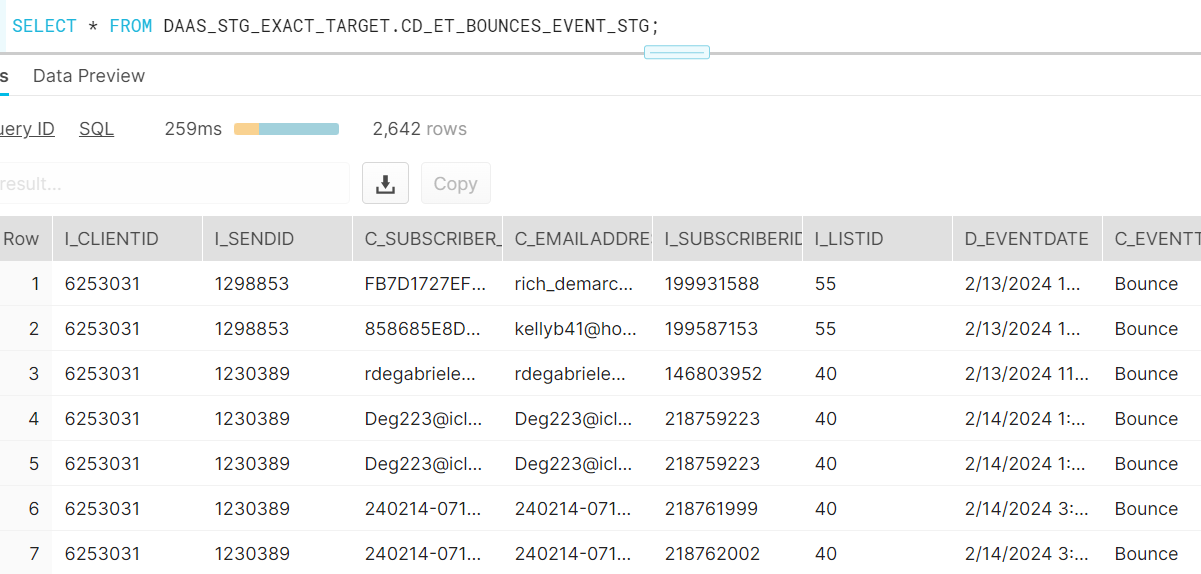 SELECT * FROM DAAS_STG_EXACT_TARGET.CD_ET_BOUNCES_EVENT_STG;
s Data Preview
uery ID SQL 259ms 2,642 rows
result... Copy
Row I_CLIENTID I_SENDID C_SUBSCRIBER_ C_EMAILADDRE I_SUBSCRIBERID I_LISTID D_EVENTDATE C_EVENTT
1 6253031 1298853 FB7D1727EF... rich_demarc... 199931588 55 2/13/2024 1... Bounce
2 6253031 1298853 858685E8D... kellyb41@ho... 199587153 55 2/13/2024 1... Bounce
3 6253031 1230389 rdegabriele... rdegabriele... 146803952 40 2/13/2024 11... Bounce
4 6253031 1230389 Deg223@icl... Deg223@icl... 218759223 40 2/14/2024 1:... Bounce
5 6253031 1230389 Deg223@icl... Deg223@icl... 218759223 40 2/14/2024 1:... Bounce
6 6253031 1230389 240214-071... 240214-071... 218761999 40 2/14/2024 3:... Bounce
7 6253031 1230389 240214-071... 240214-071... 218762002 40 2/14/2024 3:... Bounce